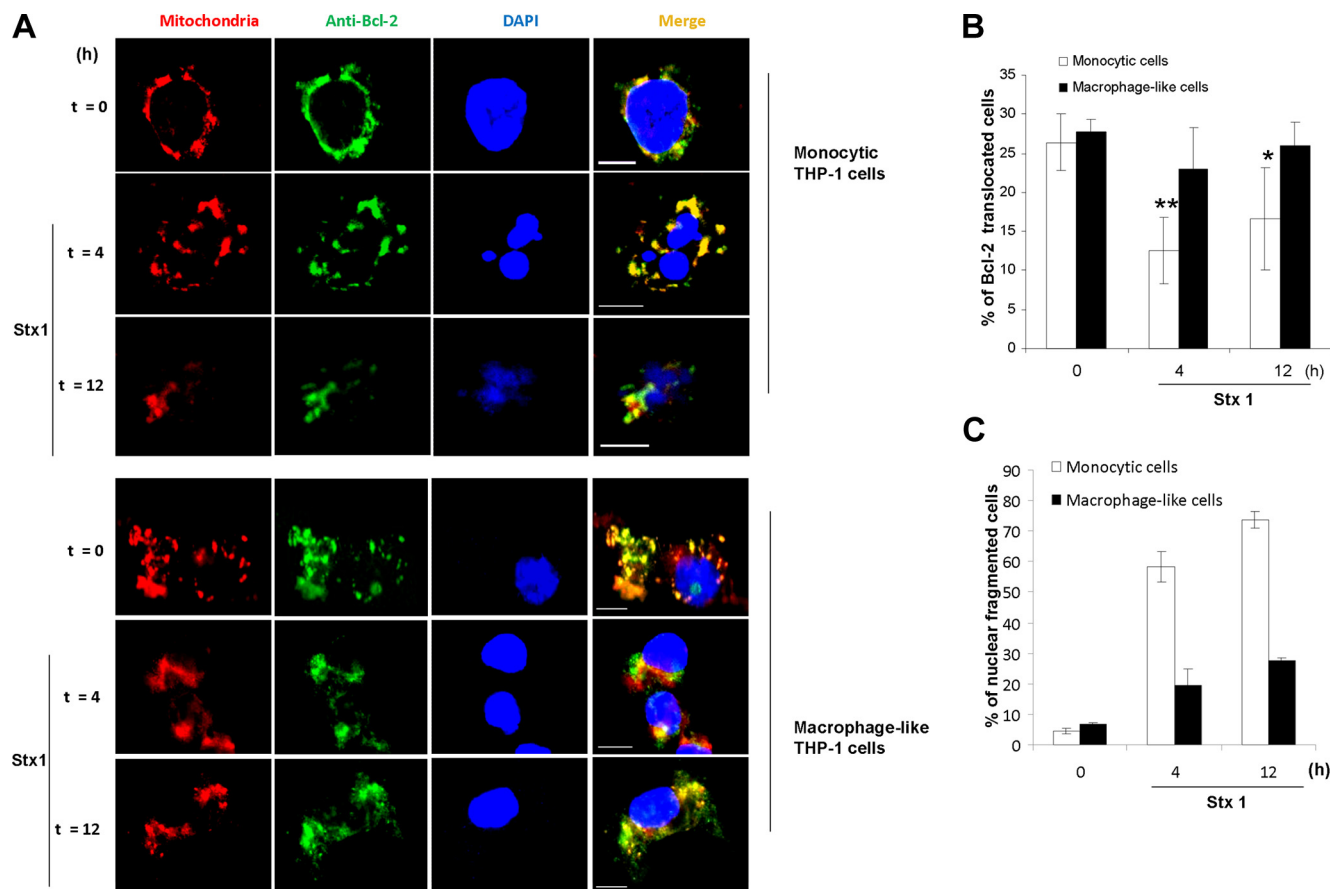 A
Mitochondria
Anti-Bcl-2
DAPI
Merge
(h)
t = 0
t = 4
t = 12
Stx1
Monocytic
THP-1 cells
t = 0
t = 4
t = 12
Stx1
Macrophage-like
THP-1 cells
B
Monocytic cells
Macrophage-like cells
% of Bcl-2 translocated cells
35
30
25
20
15
10
5
0
**
*
0 4 12 (h)
Stx 1
C
Monocytic cells
Macrophage-like cells
% of nuclear fragmented cells
90
80
70
60
50
40
30
20
10
0
0 4 12 (h)
Stx 1